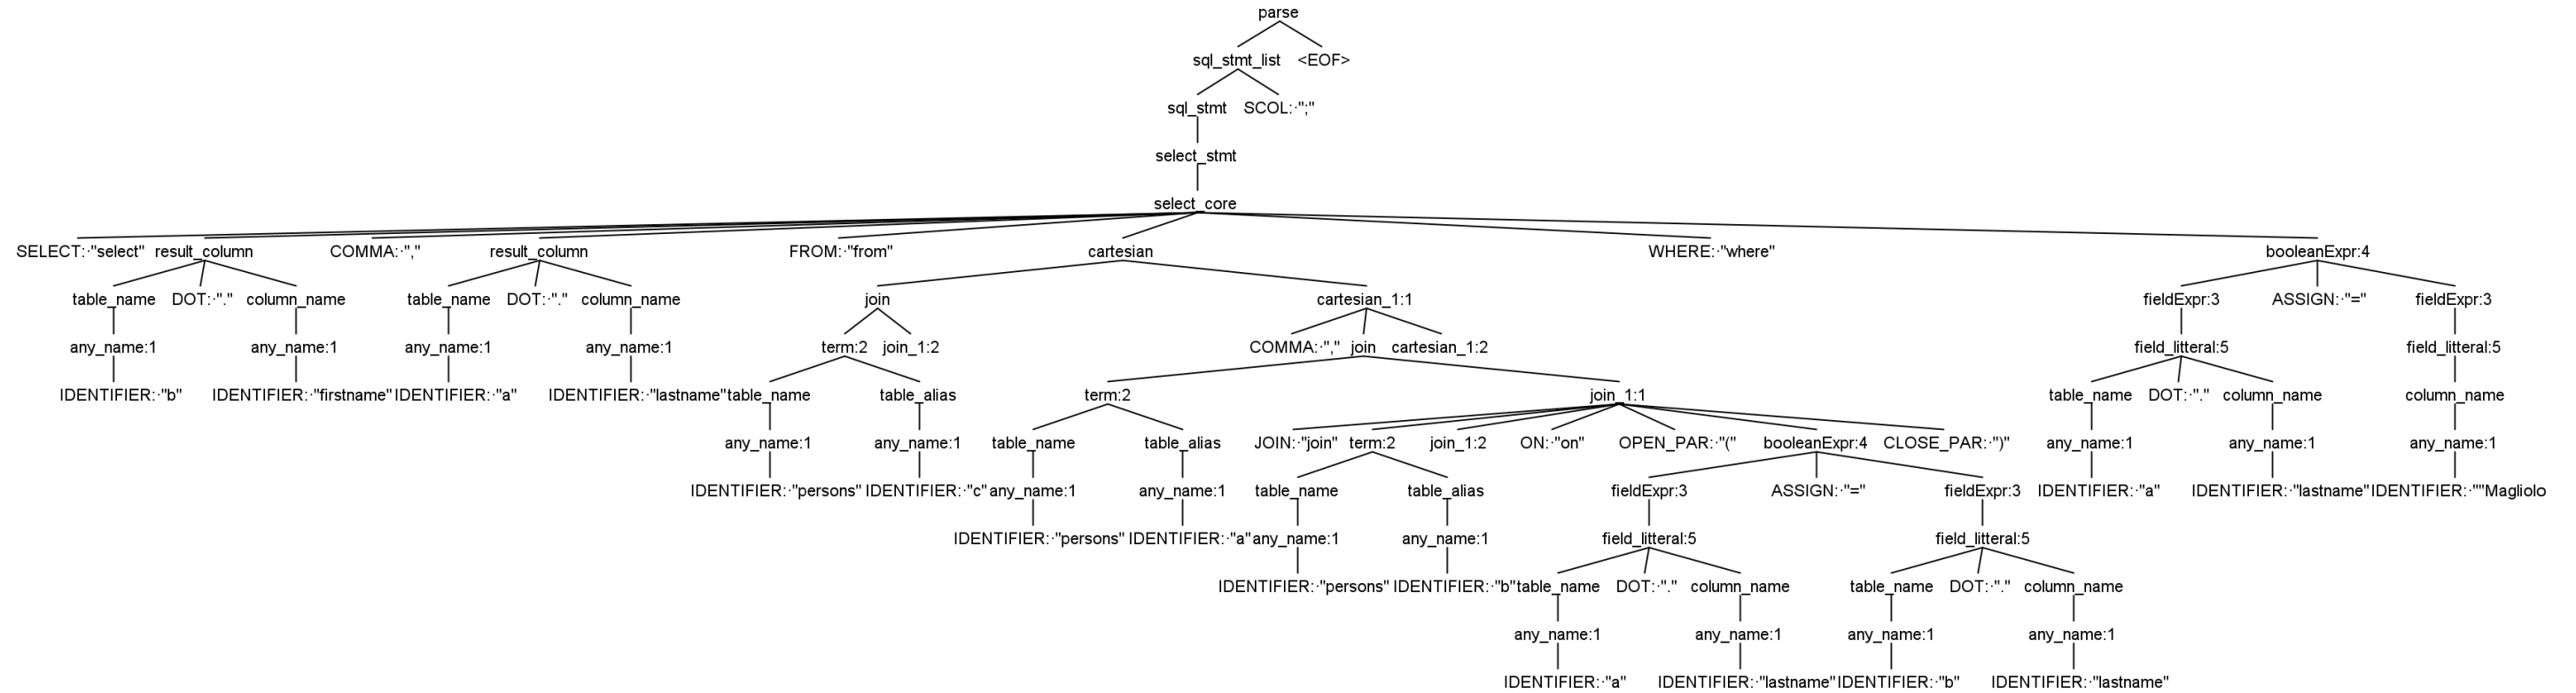 parse
sql_stmt_list <EOF>
sql_stmt SCOL:·";"
select_stmt
select_core
SELECT:·"select" result_column COMMA:·"," result_column FROM:·"from" cartesian WHERE:·"where" booleanExpr:4
table_name DOT:·"." column_name table_name DOT:·"." column_name join cartesian_1:1 fieldExpr:3 ASSIGN:·"=" fieldExpr:3
any_name:1 any_name:1 any_name:1 any_name:1 term:2 join_1:2 COMMA:·"," join cartesian_1:2 field_litteral:5 field_litteral:5
IDENTIFIER:·"b" IDENTIFIER:·"firstname" IDENTIFIER:·"a" IDENTIFIER:·"lastname" table_name table_alias term:2 join_1:1 table_name DOT:·"." column_name column_name
any_name:1 any_name:1 table_name table_alias JOIN:·"join" term:2 join_1:2 ON:·"on" OPEN_PAR:·"(" booleanExpr:4 CLOSE_PAR:·")" any_name:1 any_name:1 any_name:1
IDENTIFIER:·"persons" IDENTIFIER:·"c" any_name:1 any_name:1 table_name table_alias fieldExpr:3 ASSIGN:·"=" fieldExpr:3 IDENTIFIER:·"a" IDENTIFIER:·"lastname" IDENTIFIER:·""Magliolo
IDENTIFIER:·"persons" IDENTIFIER:·"a" any_name:1 any_name:1 field_litteral:5 field_litteral:5
IDENTIFIER:·"persons" IDENTIFIER:·"b" table_name DOT:·"." column_name table_name DOT:·"." column_name
any_name:1 any_name:1 any_name:1 any_name:1
IDENTIFIER:·"a" IDENTIFIER:·"lastname" IDENTIFIER:·"b" IDENTIFIER:·"lastname"